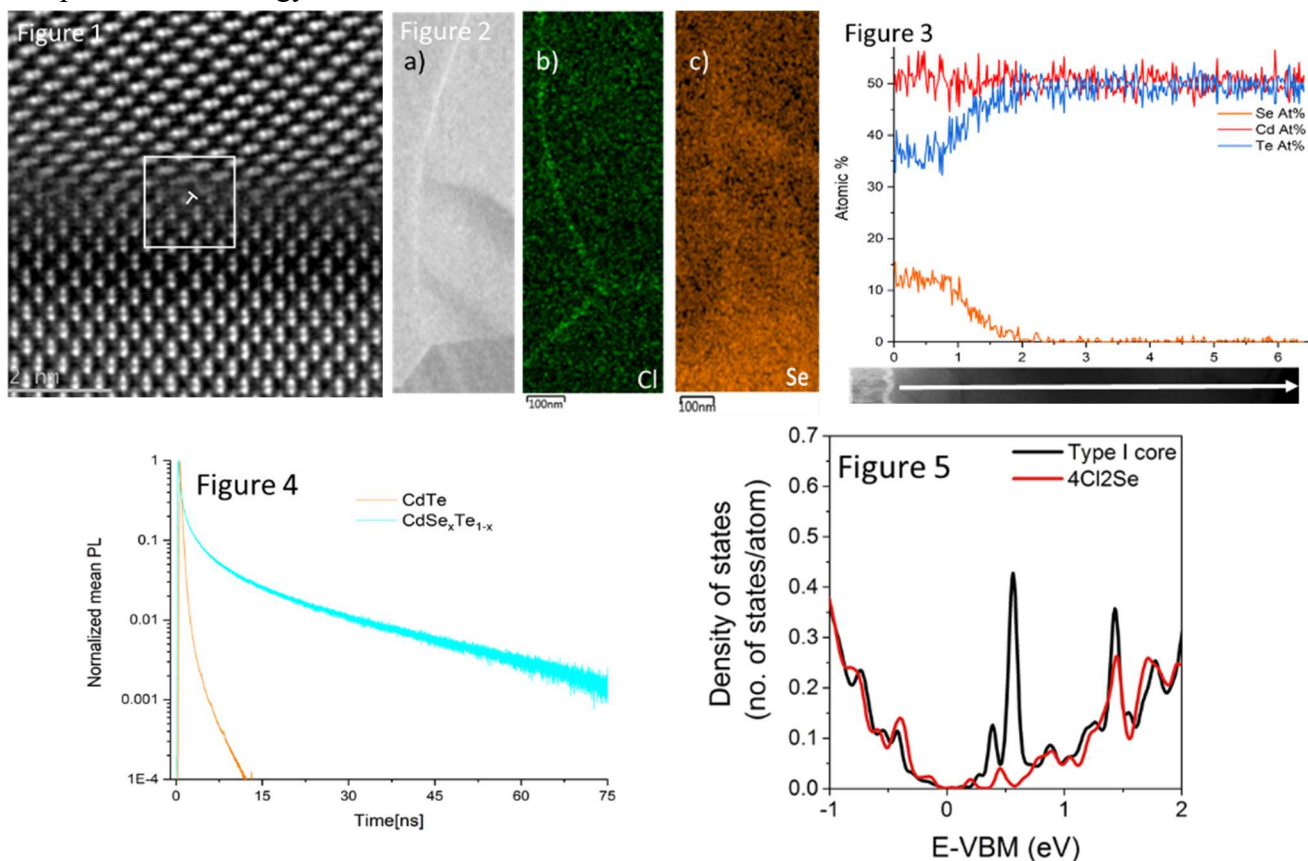 Figure 1
2 nm
Figure 2
a)
b)
Cl
100nm
c)
Se
100nm
Figure 3
Atomic %
50
40
30
20
10
0
Se At%
Cd At%
Te At%
0 1 2 3 4 5 6
Figure 4
Nornalized mean PL
1
0.1
0.01
0.001
1E-4
CdTe
CdSexTe1-x
0 15 30 45 60 75
Time[ns]
Figure 5
Density of states
(no. of states/atom)
0.7
0.6
0.5
0.4
0.3
0.2
0.1
0.0
Type I core
4Cl2Se
-1 0 1 2
E-VBM (eV)